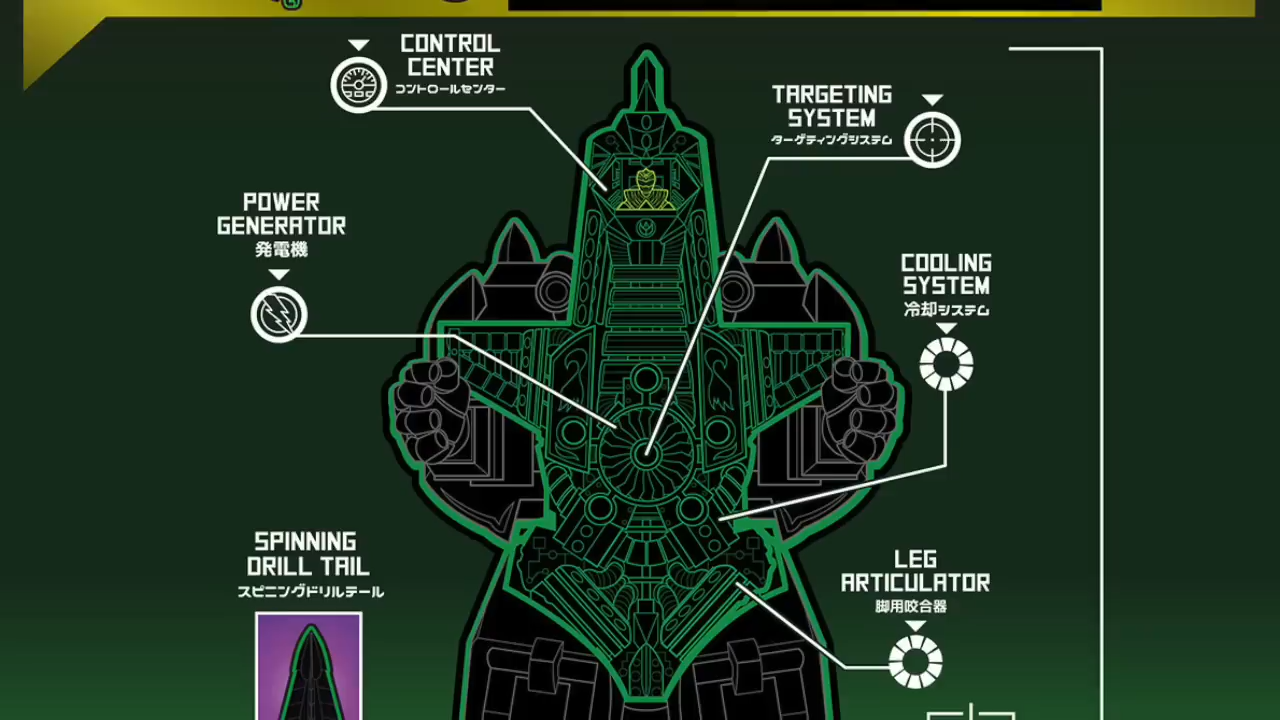 CONTROL
CENTER
コントロールセンター
TARGETING
SYSTEM
ターゲティングシステム
POWER
GENERATOR
発電機
COOLING
SYSTEM
冷却システム
SPINNING
DRILL TAIL
スピニングドリルテール
LEG
ARTICULATOR
脚用咬合器